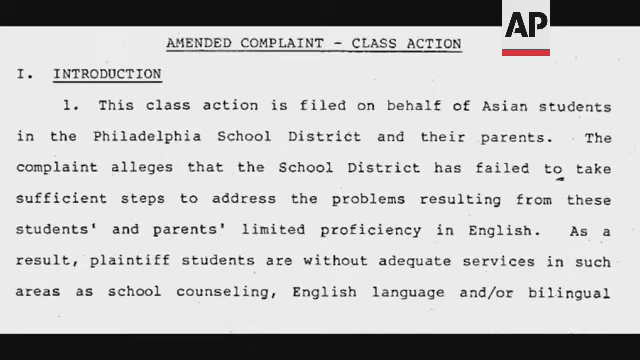 AP
AMENDED COMPLAINT - CLASS ACTION
I. INTRODUCTION
1. This class action is filed on behalf of Asian students
in the Philadelphia School District and their parents. The
complaint alleges that the School District has failed to take
sufficient steps to address the problems resulting from these
students' and parents' limited proficiency in English. As a
result, plaintiff students are without adequate services in such
areas as school counseling, English language and/or bilingual